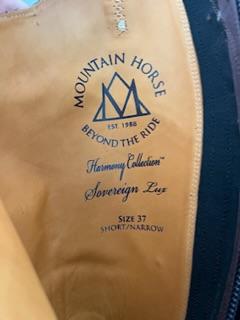 MOUNTAIN HORSE
EST. 1988
BEYOND THE RIDE
Harmony Collection™
Sovereign Lux
SIZE 37
SHORT/NARROW